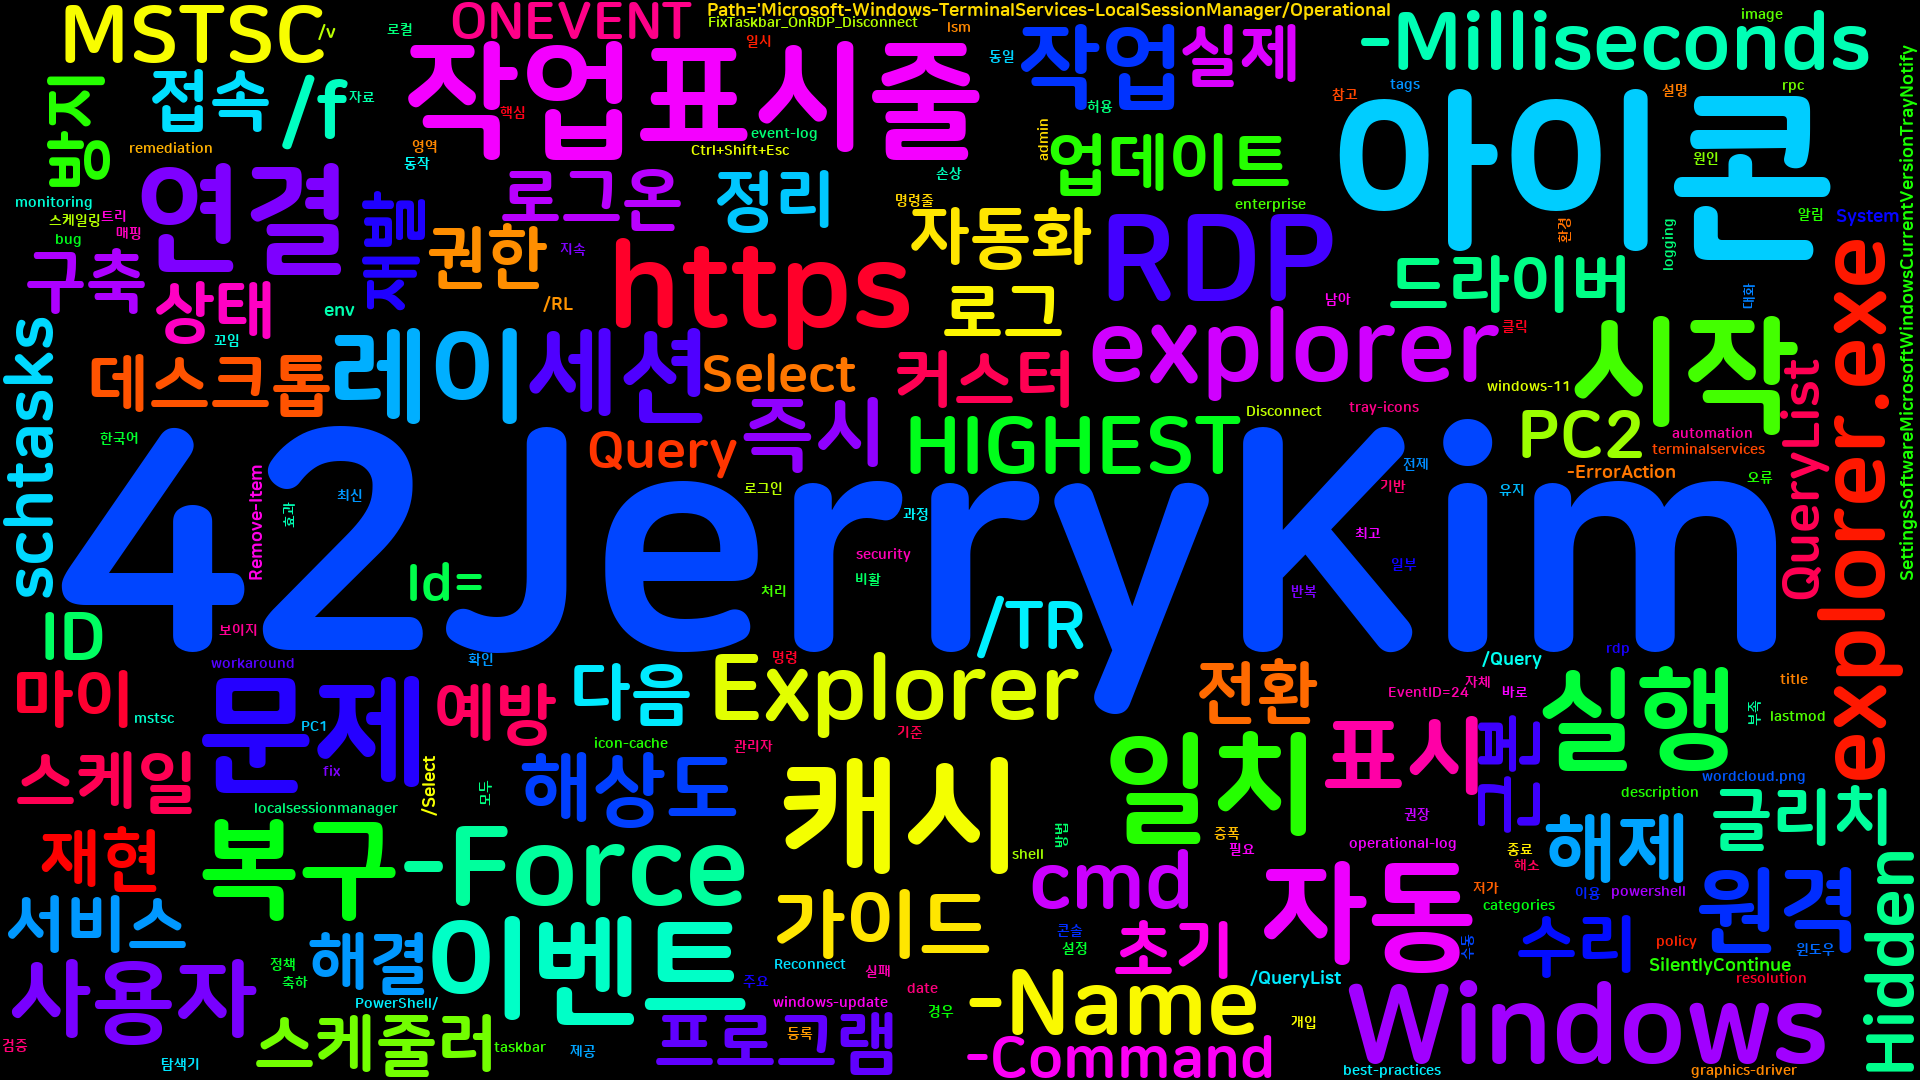 MSTSC
/v
로컬
ONEVENT
Path='Microsoft-Windows-TerminalServices-LocalSessionManager/Operational
FixTaskbar_OnRDP_Disconnect
일시
lsm
동일
작업
실제
-Milliseconds
image
방지
접속
/f
자료
작업표시줄
핵심
event-log
Ctrl+Shift+Esc
허용
tags
참고
설명
rpc
SettingsSoftwareMicrosoftWindowsCurrentVersionTrayNotify
remediation
영역
동작
손상
admin
업데이트
아이콘
원인
monitoring
스케일링
트리
매핑
bug
연결
채널
로그온
정리
명령줄
자동화
enterprise
RDP
환경
logging
알림
System
구축
상태
권한
지속
https
로그
남아
드라이버
대화
explorer.exe
env
꼬임
/RL
explorer
클릭
시작
schtasks
데스크톱
레이
세션
Select
커스터
windows-11
QueryList
한국어
Query
즉시
HIGHEST
Disconnect
tray-icons
PC2
automation
terminalservices
42JerryKim
Remove-Item
효과
최신
로그인
과정
전체
기반
-ErrorAction
유지
오류
최고
security
비활
일부
Id=
처리
반복
ID
보이지
/TR
workaround
확인
명령
/Query
rdp
마이
mstsc
문제
PC1
fix
예방
다음
Explorer
전환
EventID=24
자체
바로
실행
title
부족
lastmod
스케일
icon-cache
관리자
기준
일치
표시
wordcloud.png
description
localsessionmanager
/Select
모두
해상도
캐시
방법
증폭
필요
권장
operational-log
종료
해소
해제
글리치
재현
복구
-Force
shell
cmd
자동
저가
이용
powershell
categories
원격
Hidden
서비스
해결
이벤트
가이드
콘솔
설정
초기
수동
수리
policy
윈도우
사용자
정책
축하
PowerShell/
Reconnect
실패
주요
windows-update
date
경우
-Name
/QueryList
개입
Windows
SilentlyContinue
resolution
검증
탐색기
스케줄러
taskbar
제공
프로그램
등록
-Command
best-practices
graphics-driver